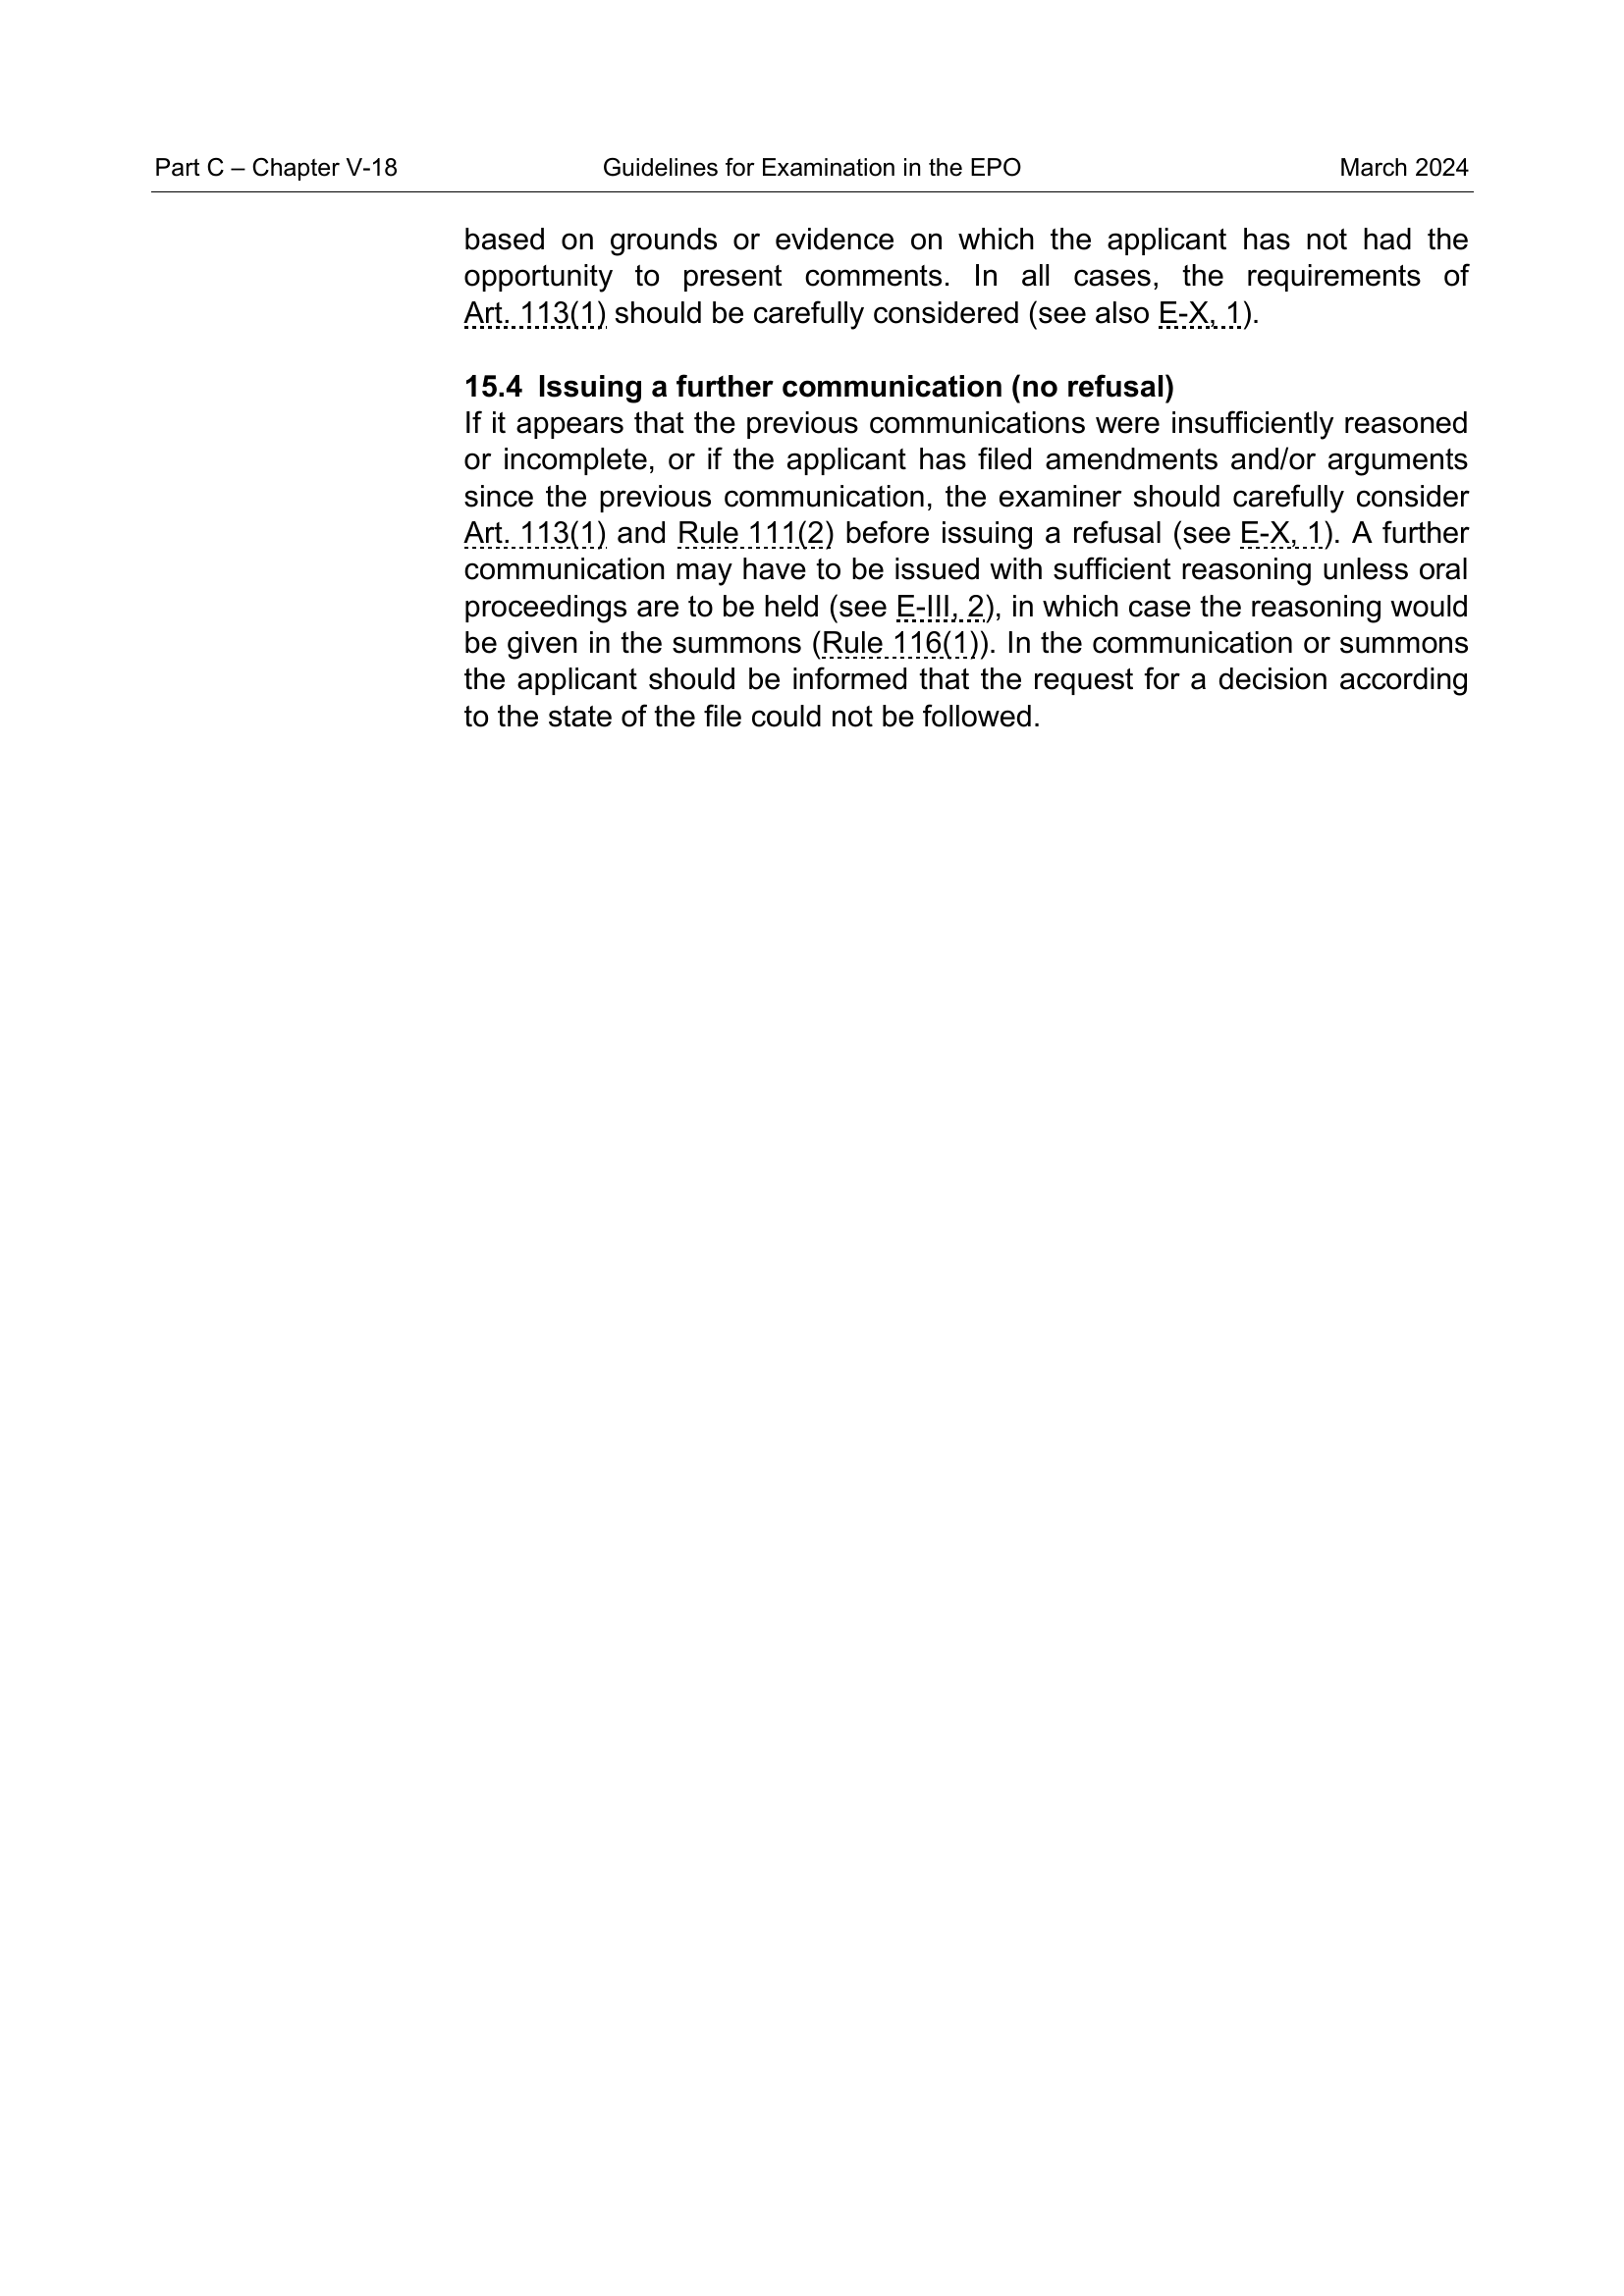 Part C – Chapter V-18 Guidelines for Examination in the EPO March 2024
based on grounds or evidence on which the applicant has not had the
opportunity to present comments. In all cases, the requirements of
Art. 113(1) should be carefully considered (see also E-X, 1).
15.4 Issuing a further communication (no refusal)
If it appears that the previous communications were insufficiently reasoned
or incomplete, or if the applicant has filed amendments and/or arguments
since the previous communication, the examiner should carefully consider
Art. 113(1) and Rule 111(2) before issuing a refusal (see E-X, 1). A further
communication may have to be issued with sufficient reasoning unless oral
proceedings are to be held (see E-III, 2), in which case the reasoning would
be given in the summons (Rule 116(1)). In the communication or summons
the applicant should be informed that the request for a decision according
to the state of the file could not be followed.